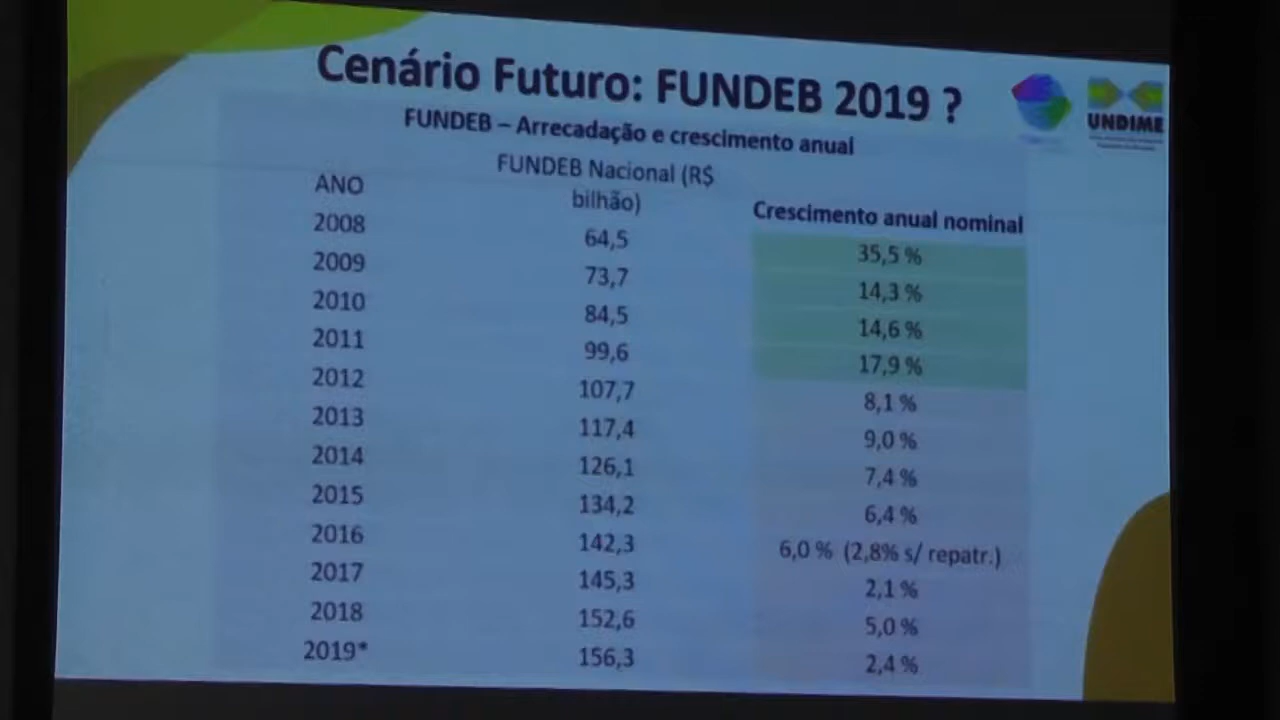 Cenário Futuro: FUNDEB 2019 ?
UNDIME
FUNDEB – Arrecadação e crescimento anual
ANO FUNDEB Nacional (R$ bilhão) Crescimento anual nominal
2008 64,5 35,5 %
2009 73,7 14,3 %
2010 84,5 14,6 %
2011 99,6 17,9 %
2012 107,7 8,1 %
2013 117,4 9,0 %
2014 126,1 7,4 %
2015 134,2 6,4 %
2016 142,3 6,0 % (2,8% s/ repatr.)
2017 145,3 2,1 %
2018 152,6 5,0 %
2019* 156,3 2,4 %